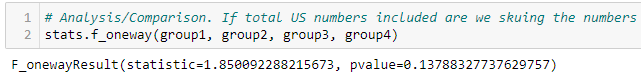 1 # Analysis/Comparison. If total US numbers included are we skuing the numbers
2 stats.f_oneway(group1, group2, group3, group4)
F_onewayResult(statistic=1.850092288215673, pvalue=0.13788327737629757)